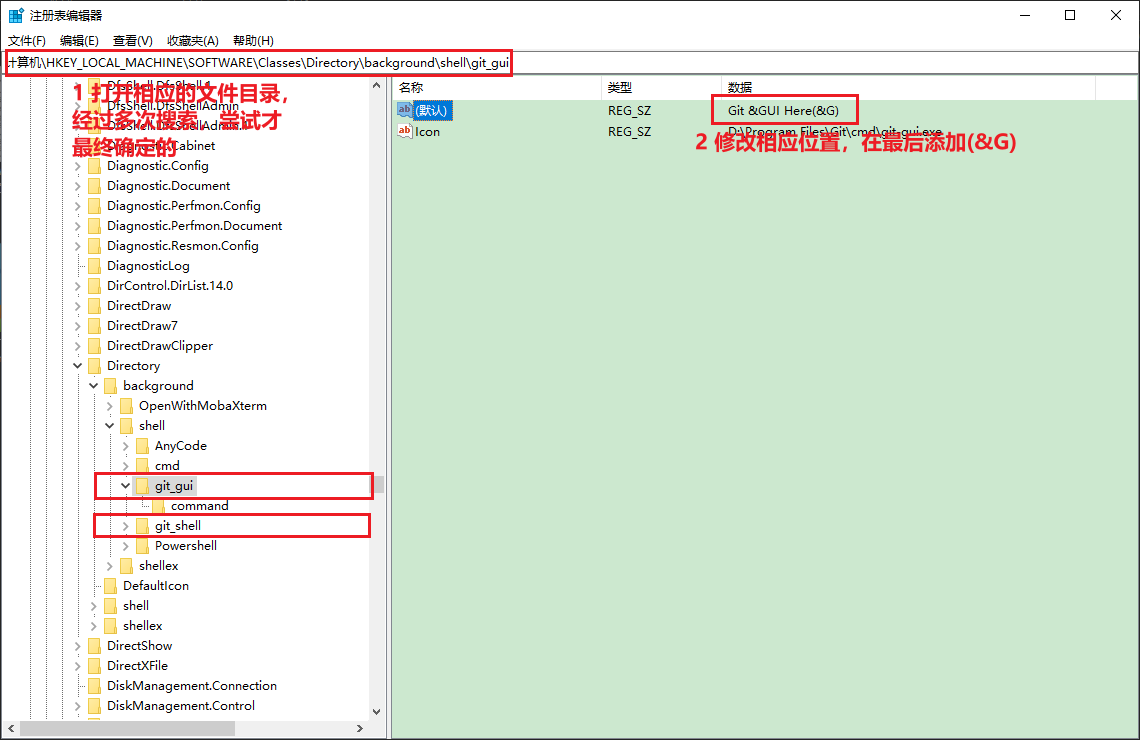 注册表编辑器
文件(F) 编辑(E) 查看(V) 收藏夹(A) 帮助(H)
计算机\HKEY_LOCAL_MACHINE\SOFTWARE\Classes\Directory\background\shell\git_gui
1 打开相应的文件目录，
经过多次搜索，尝试才
最终确定的
DfsShell.DfsShell.1
DfsShell.DfsShellAdmin
DfsShell.DfsShellAdmin.1
Diagnostic.Cabinet
Diagnostic.Config
Diagnostic.Document
Diagnostic.Perfmon.Config
Diagnostic.Perfmon.Document
Diagnostic.Resmon.Config
DiagnosticLog
DirControl.DirList.14.0
DirectDraw
DirectDraw7
DirectDrawClipper
Directory
background
OpenWithMobaXterm
shell
AnyCode
cmd
git_gui
command
git_shell
Powershell
shellex
DefaultIcon
shell
shellex
DirectShow
DirectXFile
DiskManagement.Connection
DiskManagement.Control
名称 类型 数据
ab (默认) REG_SZ Git &GUI Here(&G)
ab Icon REG_SZ D:\Program Files\Git\cmd\git-gui.exe
2 修改相应位置，在最后添加(&G)